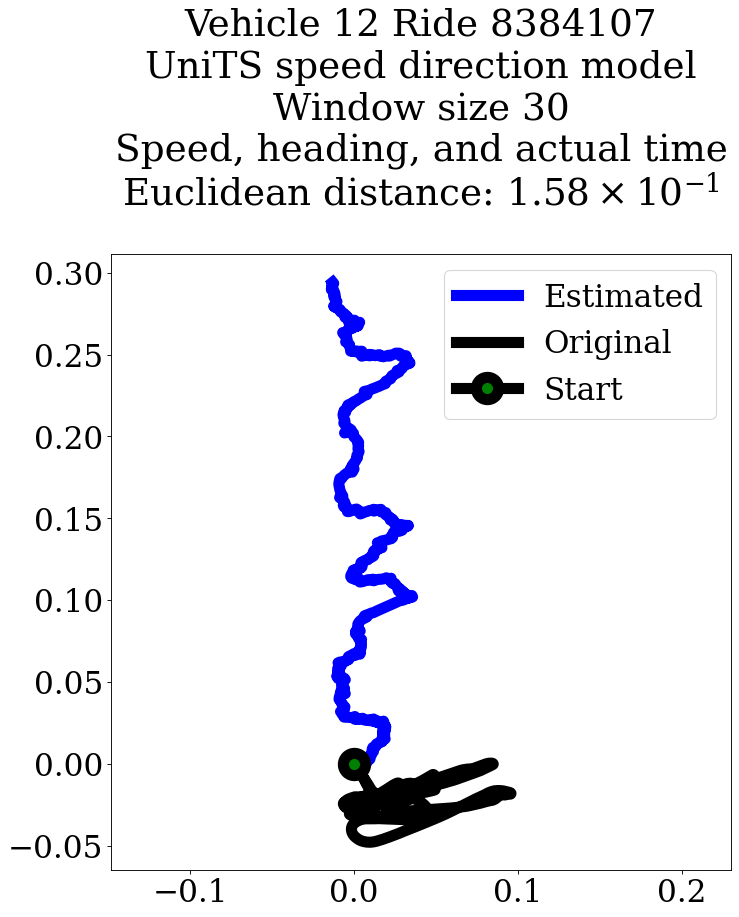 Vehicle 12 Ride 8384107
UniTS speed direction model
Window size 30
Speed, heading, and actual time
Euclidean distance: 1.58 × 10⁻¹
0.30
0.25
0.20
0.15
0.10
0.05
0.00
−0.05
−0.1
0.0
0.1
0.2
Estimated
Original
Start